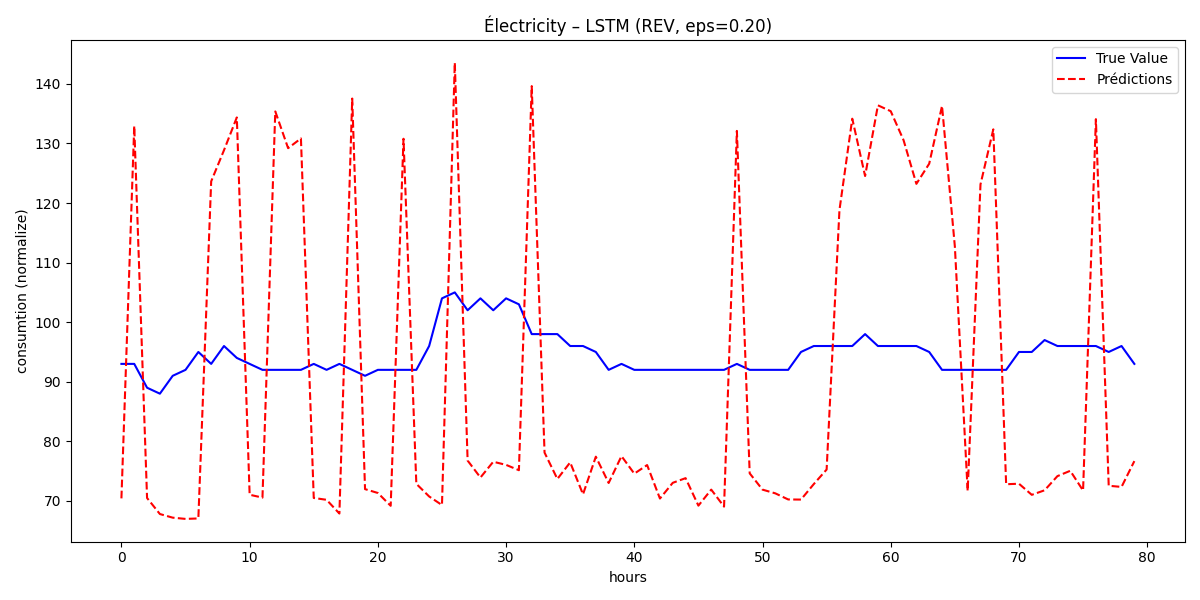 Électricity – LSTM (REV, eps=0.20)
True Value
Prédictions
consumtion (normalize)
140
130
120
110
100
90
80
70
0 10 20 30 40 50 60 70 80
hours